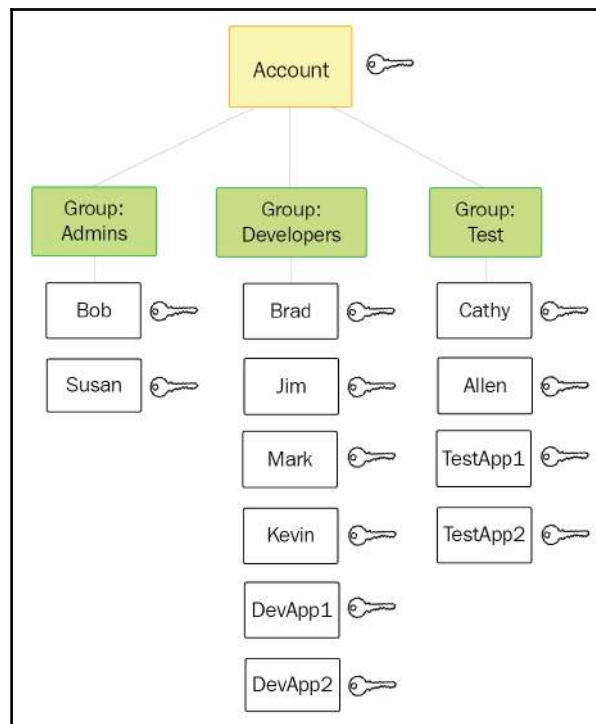 Account
Group:
Admins
Group:
Developers
Group:
Test
Bob
Brad
Cathy
Susan
Jim
Allen
Mark
TestApp1
Kevin
TestApp2
DevApp1
DevApp2